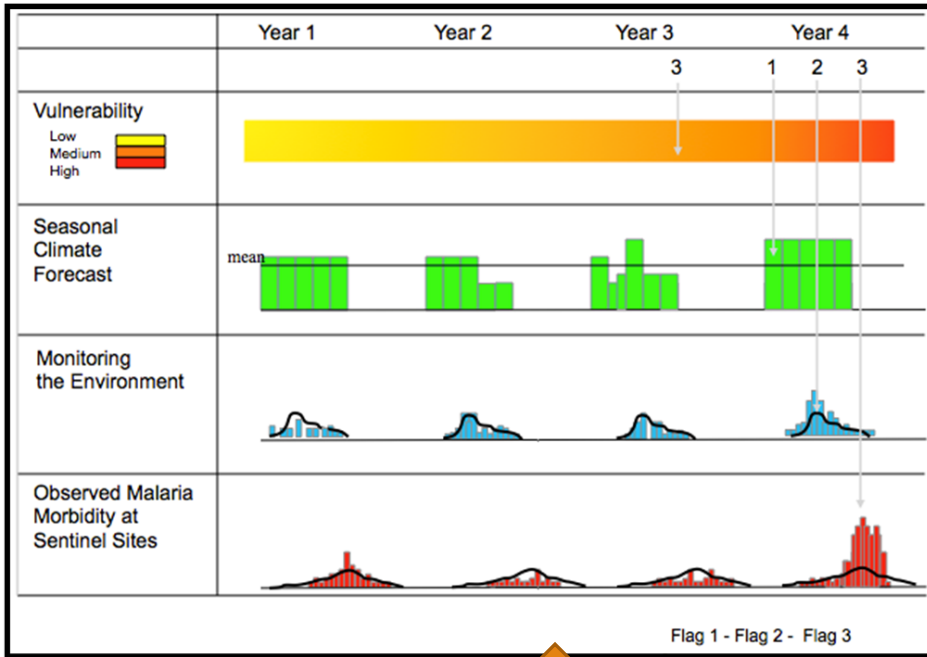 Year 1 Year 2 Year 3 Year 4
3 1 2 3
Vulnerability
Low
Medium
High
Seasonal
Climate
Forecast
mean
Monitoring
the Environment
Observed Malaria
Morbidity at
Sentinel Sites
Flag 1 - Flag 2 - Flag 3